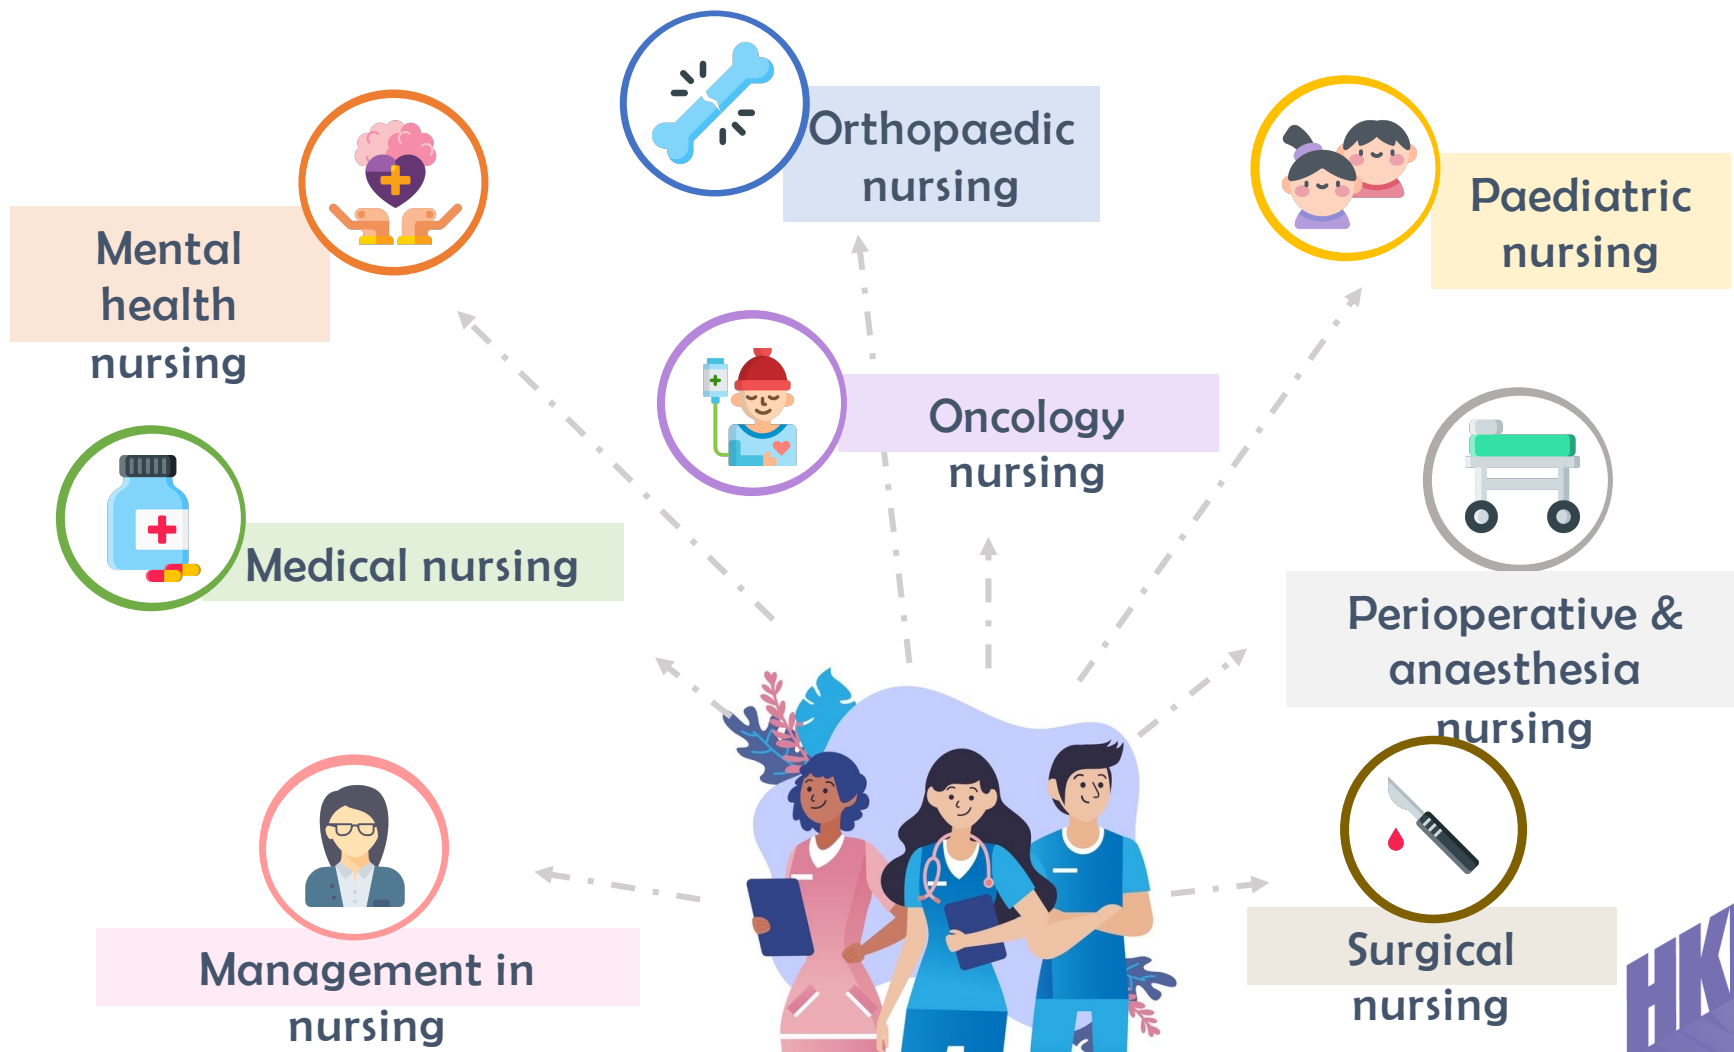 Orthopaedic
nursing
Paediatric
nursing
Mental
health
nursing
Oncology
nursing
Medical nursing
Perioperative &
anaesthesia
nursing
Management in
nursing
Surgical
nursing